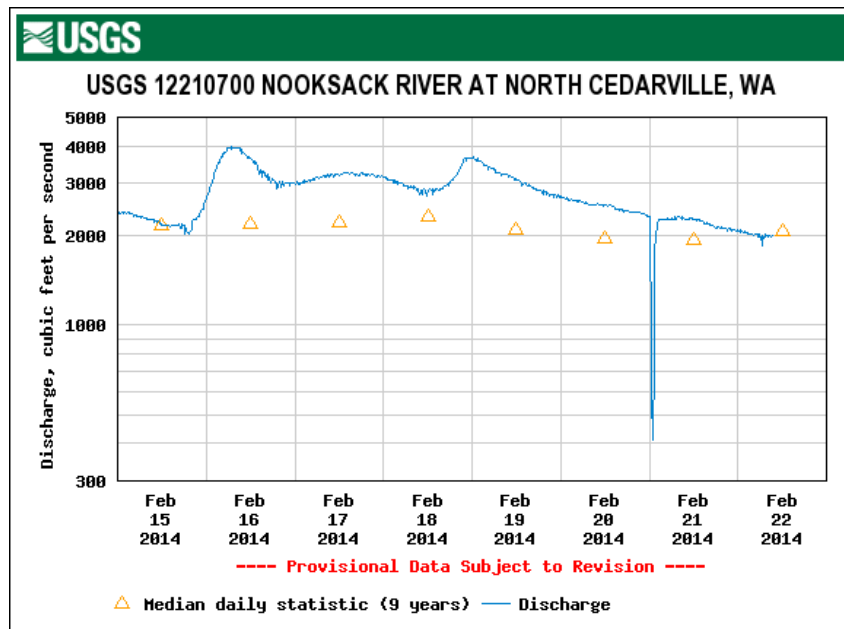 USGS
USGS 12210700 NOOKSACK RIVER AT NORTH CEDARVILLE, WA
Discharge, cubic feet per second
5000
4000
3000
2000
1000
300
Feb Feb Feb Feb Feb Feb Feb Feb
15 16 17 18 19 20 21 22
2014 2014 2014 2014 2014 2014 2014 2014
---- Provisional Data Subject to Revision ----
Median daily statistic (9 years) Discharge